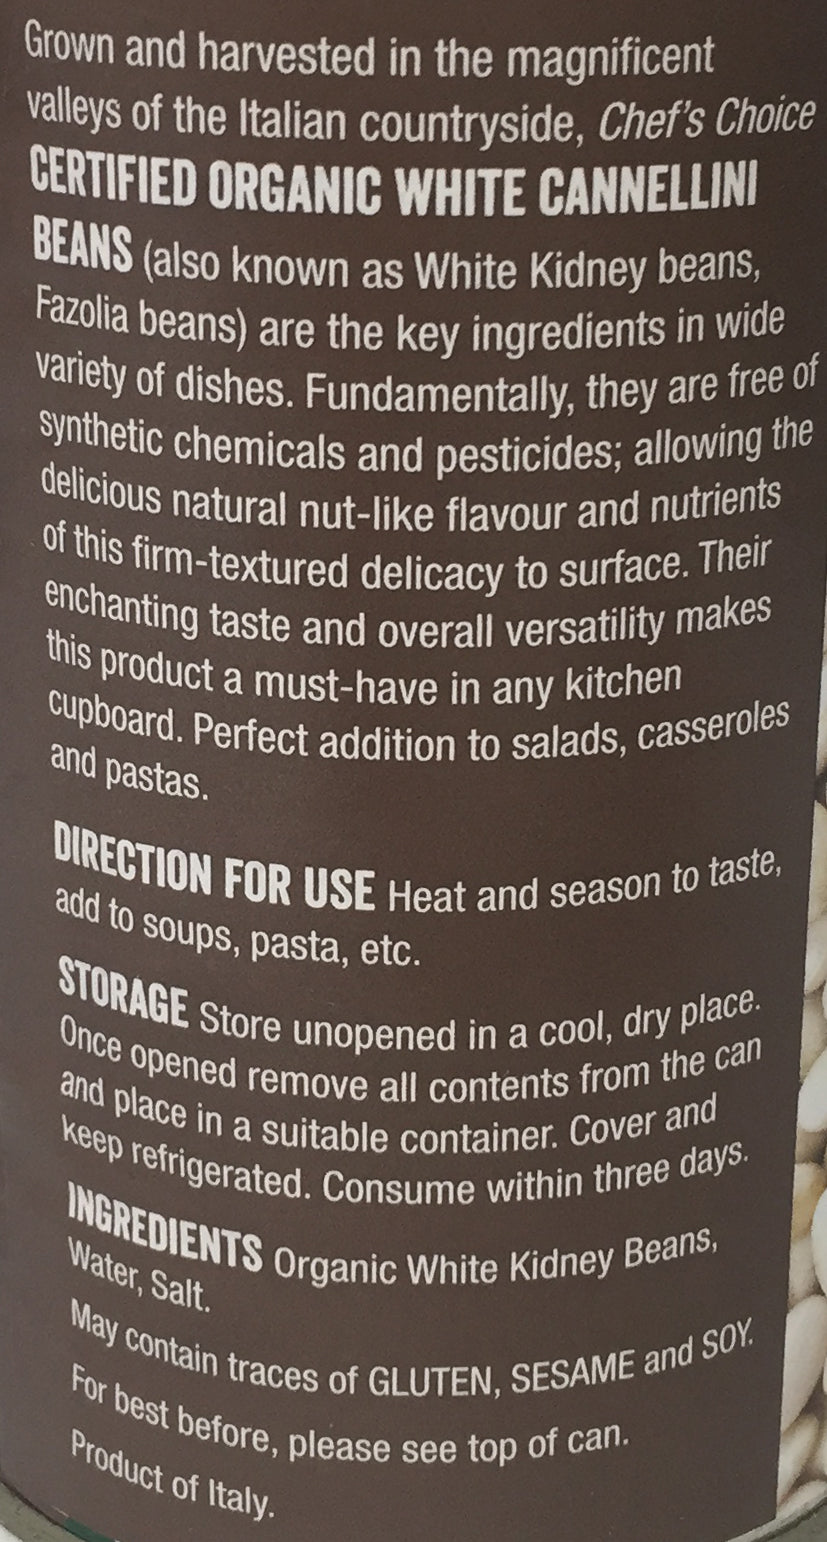 Grown and harvested in the magnificent
valleys of the Italian countryside, Chef's Choice
CERTIFIED ORGANIC WHITE CANNELLINI
BEANS (also known as White Kidney beans,
Fazolia beans) are the key ingredients in wide
variety of dishes. Fundamentally, they are free of
synthetic chemicals and pesticides; allowing the
delicious natural nut-like flavour and nutrients
of this firm-textured delicacy to surface. Their
enchanting taste and overall versatility makes
this product a must-have in any kitchen
cupboard. Perfect addition to salads, casseroles
and pastas.
DIRECTION FOR USE Heat and season to taste,
add to soups, pasta, etc.
STORAGE Store unopened in a cool, dry place.
Once opened remove all contents from the can
and place in a suitable container. Cover and
keep refrigerated. Consume within three days.
INGREDIENTS Organic White Kidney Beans,
Water, Salt.
May contain traces of GLUTEN, SESAME and SOY.
For best before, please see top of can.
Product of Italy.